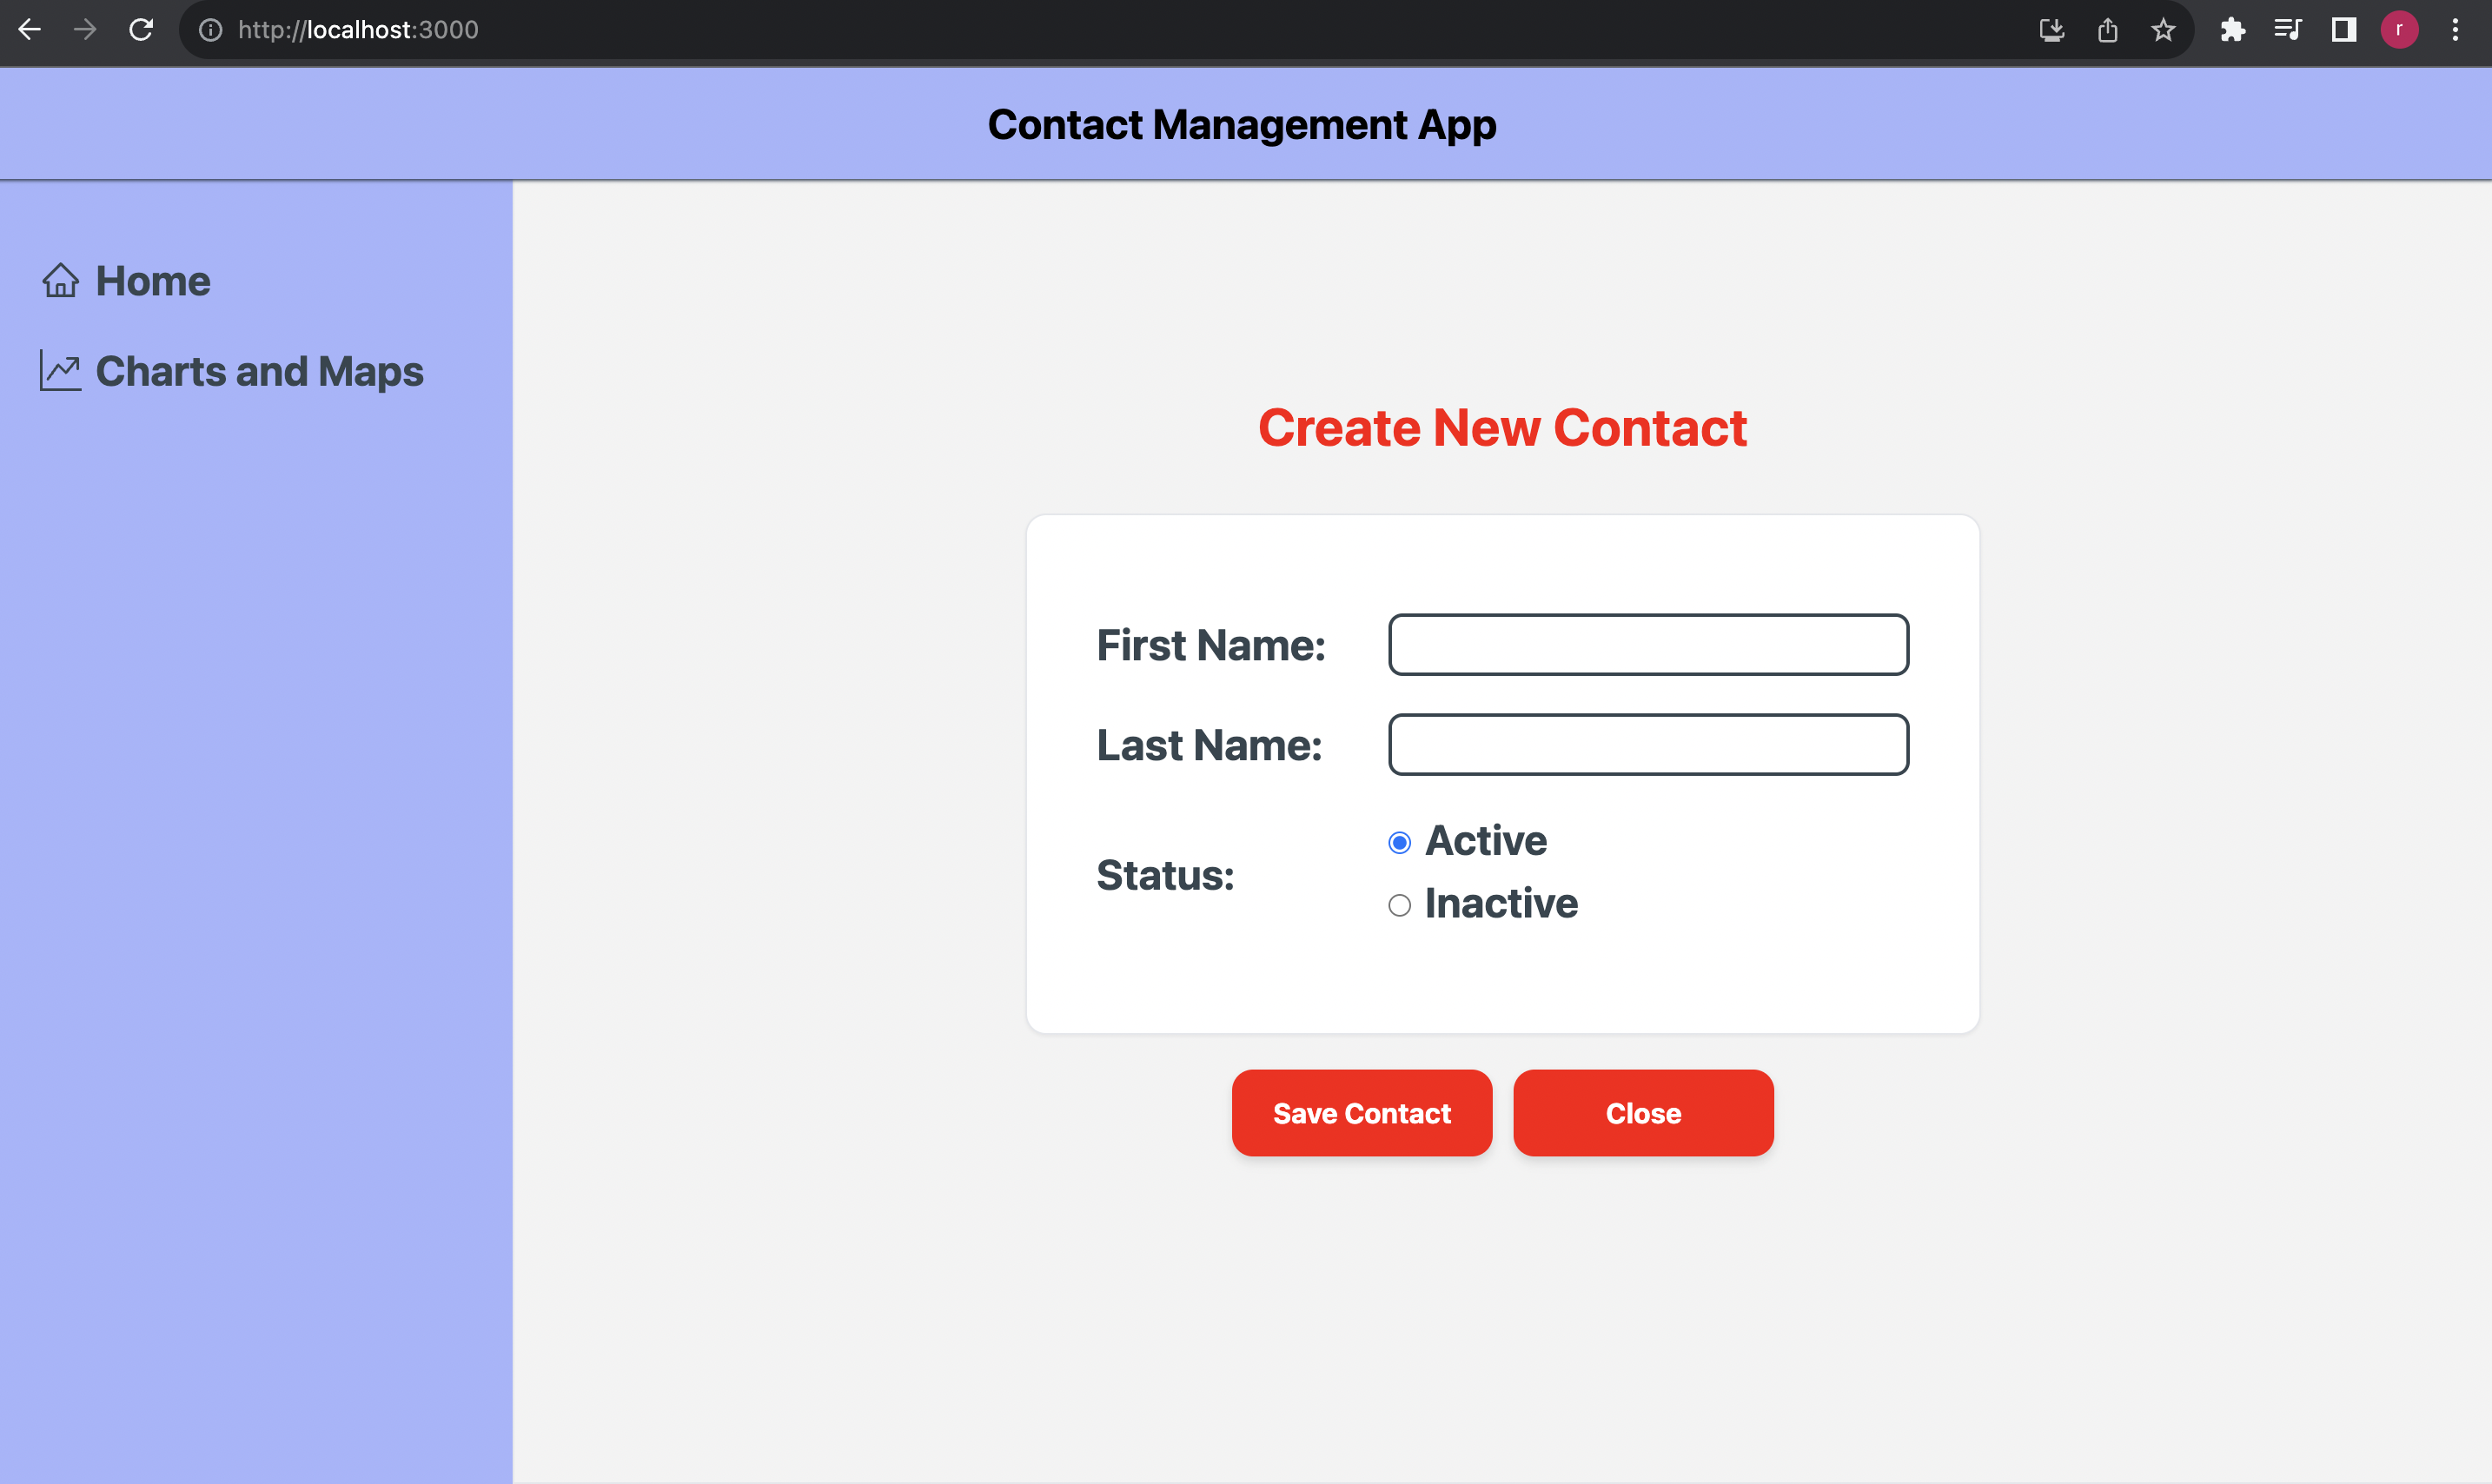 http://localhost:3000
r
Contact Management App
Home
Charts and Maps
Create New Contact
First Name:
Last Name:
Status:
Active
Inactive
Save Contact
Close